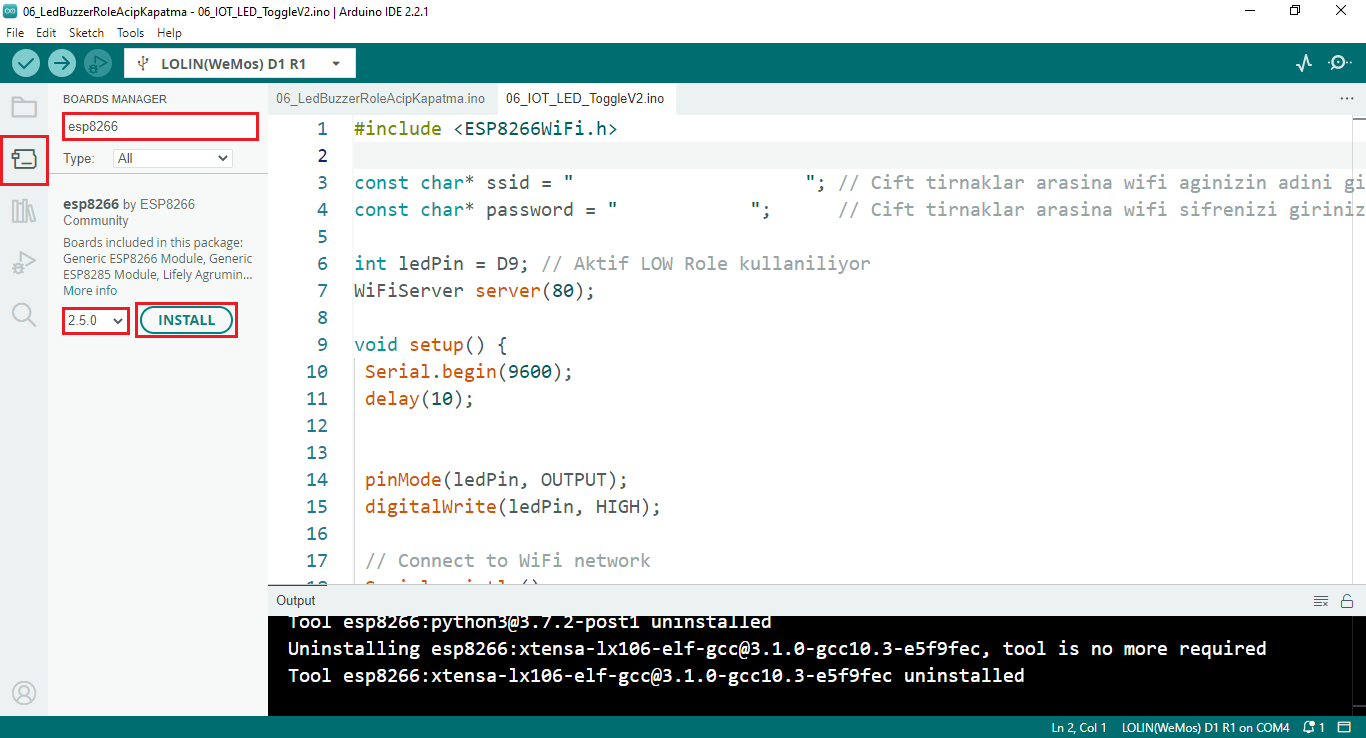 06_LedBuzzerRoleAcipKapatma - 06_IOT_LED_ToggleV2.ino | Arduino IDE 2.2.1
File Edit Sketch Tools Help
LOLIN(WeMos) D1 R1
BOARDS MANAGER
esp8266
Type: All
esp8266 by ESP8266
Community
Boards included in this package:
Generic ESP8266 Module, Generic
ESP8285 Module, Lifely Agrumin...
More info
2.5.0 INSTALL
06_LedBuzzerRoleAcipKapatma.ino 06_IOT_LED_ToggleV2.ino
1 #include <ESP8266WiFi.h>
2
3 const char* ssid = " "; // Cift tirnaklar arasina wifi aginizin adini gi
4 const char* password = " "; // Cift tirnaklar arasina wifi sifrenizi giriniz
5
6 int ledPin = D9; // Aktif LOW Role kullaniliyor
7 WiFiServer server(80);
8
9 void setup() {
10 Serial.begin(9600);
11 delay(10);
12
13
14 pinMode(ledPin, OUTPUT);
15 digitalWrite(ledPin, HIGH);
16
17 // Connect to WiFi network
Output
Tool esp8266:python3@3.7.2-post1 uninstalled
Uninstalling esp8266:xtensa-lx106-elf-gcc@3.1.0-gcc10.3-e5f9fec, tool is no more required
Tool esp8266:xtensa-lx106-elf-gcc@3.1.0-gcc10.3-e5f9fec uninstalled
Ln 2, Col 1 LOLIN(WeMos) D1 R1 on COM4 1